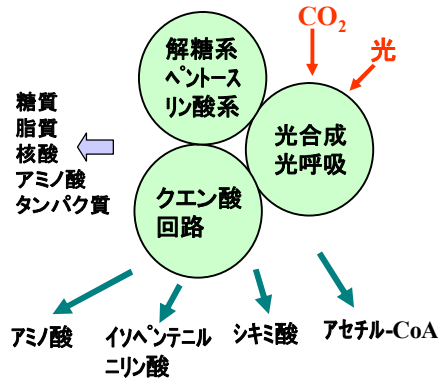 CO2
光
解糖系
ペントース
リン酸系
光合成
光呼吸
糖質
脂質
核酸
アミノ酸
タンパク質
クエン酸
回路
アミノ酸
イソペンテニル
ニリン酸
シキミ酸
アセチル-CoA